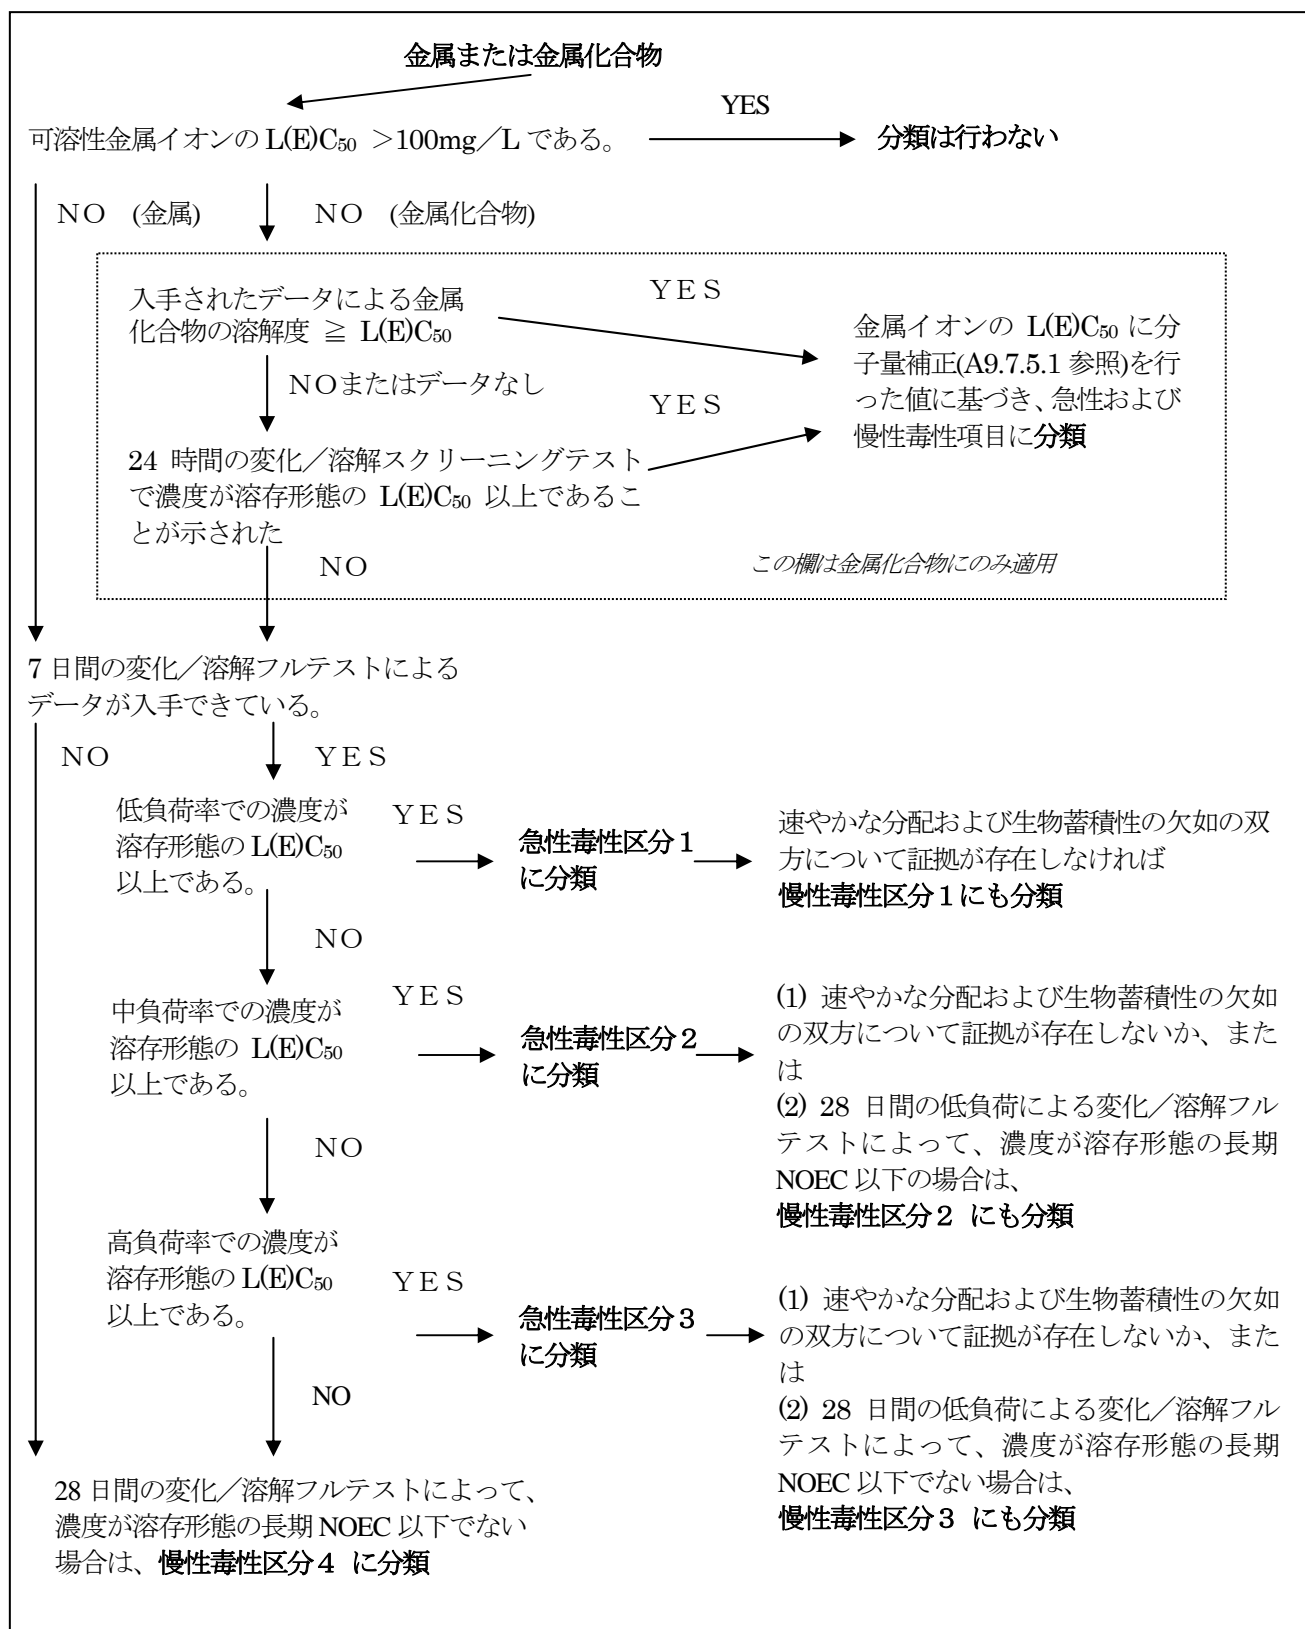 金属または金属化合物
YES
可溶性金属イオンの L(E)C50 >100mg/L である。
分類は行わない
NO (金属)
NO (金属化合物)
YES
入手されたデータによる金属
化合物の溶解度 ≧ L(E)C50
金属イオンの L(E)C50 に分
子量補正(A9.7.5.1 参照)を行
った値に基づき、急性および
慢性毒性項目に分類
NOまたはデータなし
YES
24 時間の変化/溶解スクリーニングテスト
で濃度が溶存形態の L(E)C50 以上であるこ
とが示された
NO
この欄は金属化合物にのみ適用
7 日間の変化/溶解フルテストによる
データが入手できている。
NO
YES
低負荷率での濃度が
溶存形態の L(E)C50
以上である。
YES
急性毒性区分1
に分類
速やかな分配および生物蓄積性の欠如の双
方について証拠が存在しなければ
慢性毒性区分1にも分類
NO
中負荷率での濃度が
溶存形態の L(E)C50
以上である。
YES
急性毒性区分2
に分類
(1) 速やかな分配および生物蓄積性の欠如
の双方について証拠が存在しないか、また
は
(2) 28 日間の低負荷による変化/溶解フル
テストによって、濃度が溶存形態の長期
NOEC 以下の場合は、
慢性毒性区分2 にも分類
NO
高負荷率での濃度が
溶存形態の L(E)C50
以上である。
YES
急性毒性区分3
に分類
(1) 速やかな分配および生物蓄積性の欠如
の双方について証拠が存在しないか、また
は
(2) 28 日間の低負荷による変化/溶解フル
テストによって、濃度が溶存形態の長期
NOEC 以下でない場合は、
慢性毒性区分3 にも分類
NO
28 日間の変化/溶解フルテストによって、
濃度が溶存形態の長期 NOEC 以下でない
場合は、慢性毒性区分4 に分類